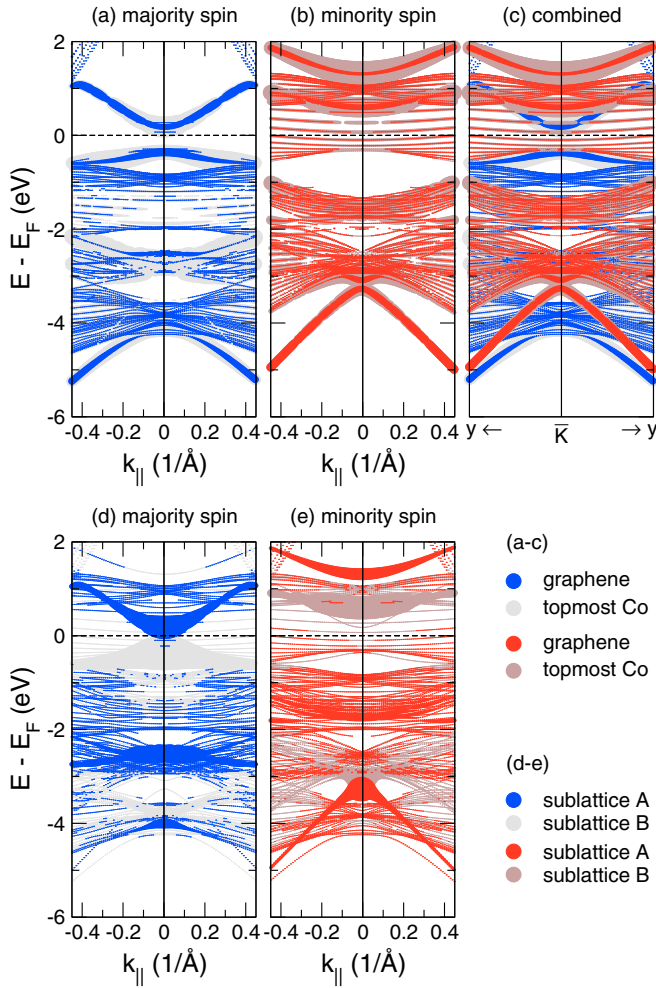 (a) majority spin (b) minority spin (c) combined
2
0
-2
-4
-6
E - E_F (eV)
-0.4 -0.2 0 0.2 0.4 -0.4 -0.2 0 0.2 0.4 y ← K̅ → y
k_|| (1/Å) k_|| (1/Å)
(d) majority spin (e) minority spin
2
0
-2
-4
-6
E - E_F (eV)
-0.4 -0.2 0 0.2 0.4 -0.4 -0.2 0 0.2 0.4
k_|| (1/Å) k_|| (1/Å)
(a-c)
graphene
topmost Co
graphene
topmost Co
(d-e)
sublattice A
sublattice B
sublattice A
sublattice B